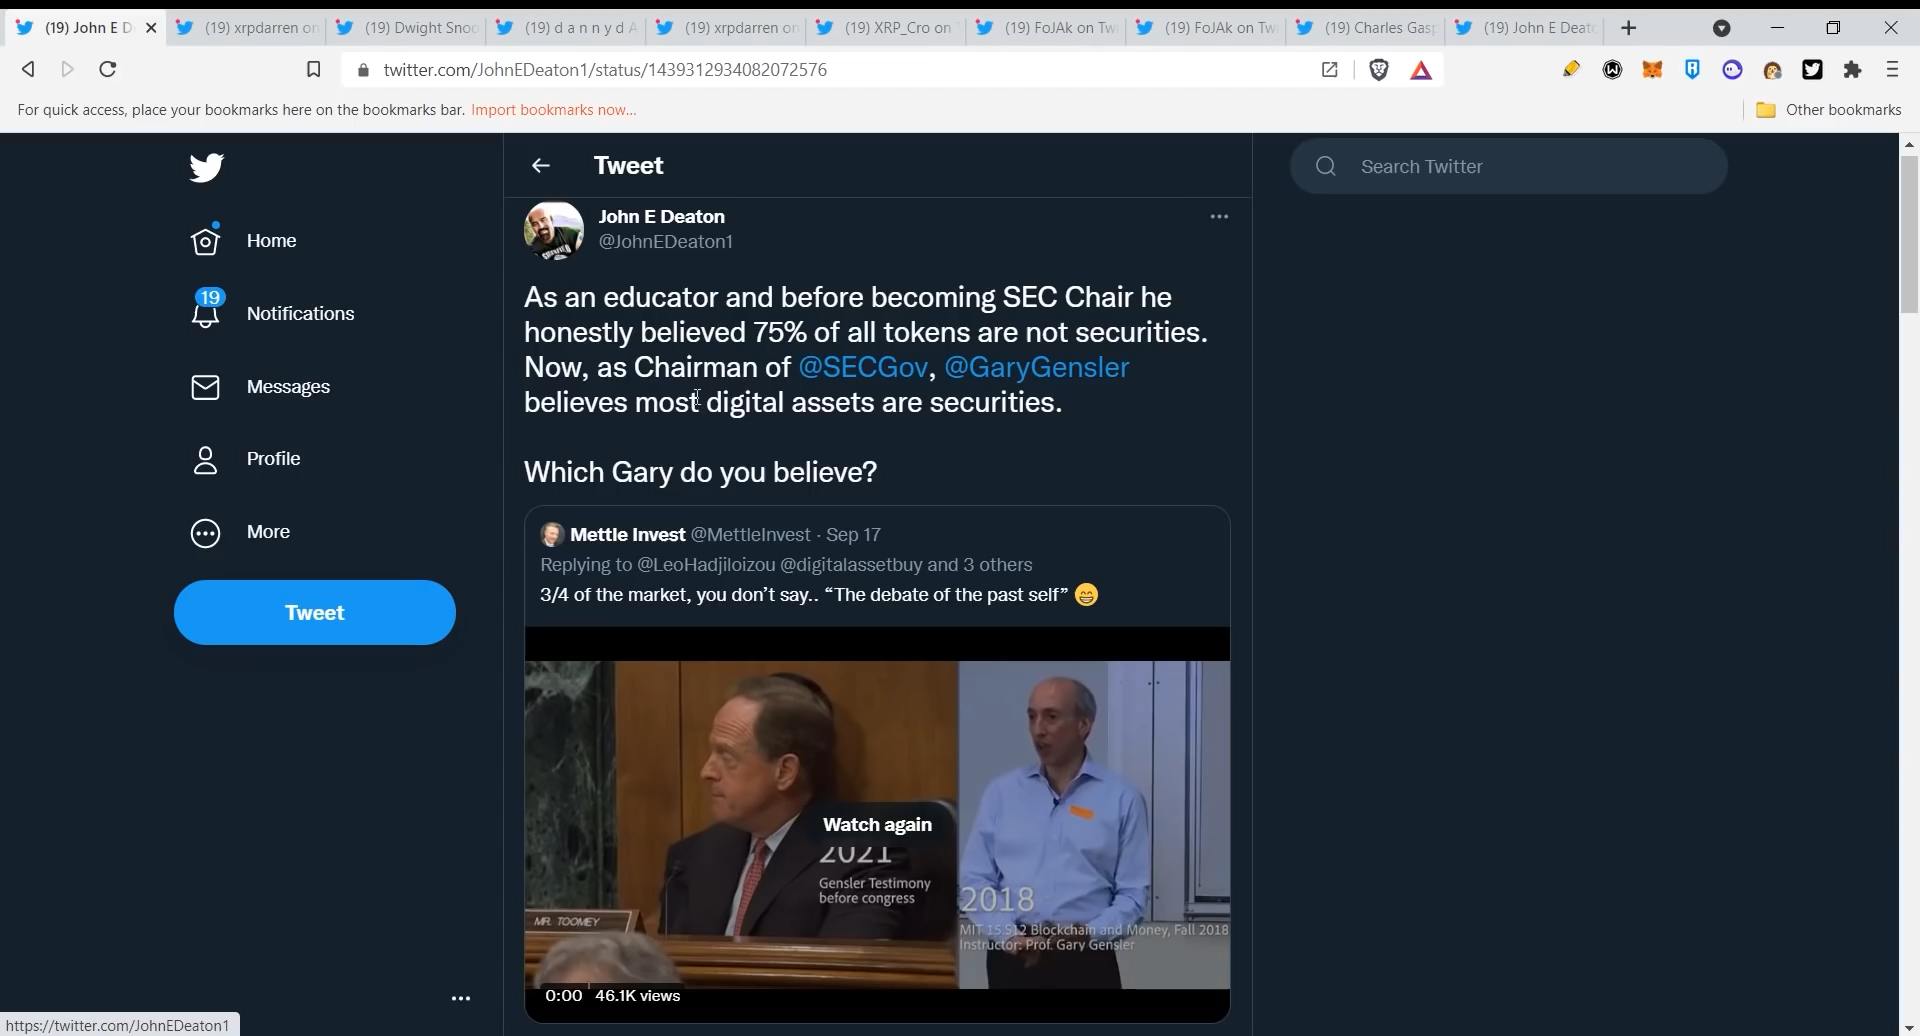 (19) John E D
(19) xrpdarren on
(19) Dwight Snoo
(19) d a n n y d A
(19) xrpdarren on
(19) XRP_Cro on
(19) FoJAk on Twi
(19) FoJAk on Twi
(19) Charles Gasp
(19) John E Deato
twitter.com/JohnEDeaton1/status/1439312934082072576
For quick access, place your bookmarks here on the bookmarks bar. Import bookmarks now...
Other bookmarks
Tweet
Search Twitter
Home
19
Notifications
Messages
Profile
More
Tweet
John E Deaton
@JohnEDeaton1
As an educator and before becoming SEC Chair he
honestly believed 75% of all tokens are not securities.
Now, as Chairman of @SECGov, @GaryGensler
believes most digital assets are securities.
Which Gary do you believe?
Mettle Invest @MettleInvest · Sep 17
Replying to @LeoHadjiloizou @digitalassetbuy and 3 others
3/4 of the market, you don't say.. “The debate of the past self” 😄
Watch again
2021
Gensler Testimony
before congress
MR. TOOMEY
2018
MIT 15.S12 Blockchain and Money, Fall 2018
Instructor: Prof. Gary Gensler
0:00 46.1K views
https://twitter.com/JohnEDeaton1